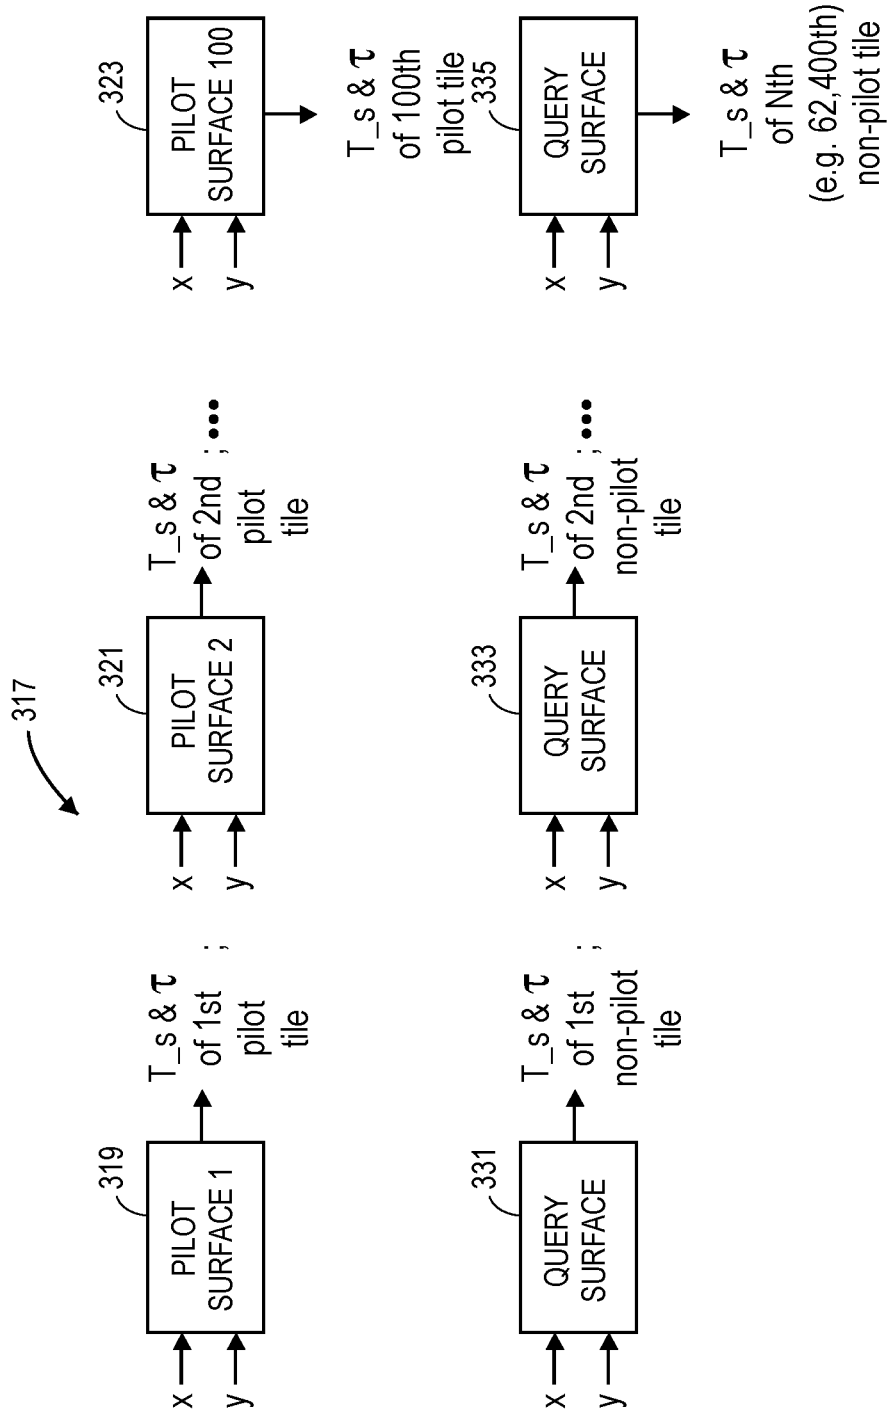 317
319
PILOT
SURFACE 1
x
y
T_s & τ
of 1st ;
pilot
tile
321
PILOT
SURFACE 2
x
y
T_s & τ
of 2nd ;
pilot
tile
•••
323
PILOT
SURFACE 100
x
y
T_s & τ
of 100th
pilot tile
331
QUERY
SURFACE
x
y
T_s & τ
of 1st ;
non-pilot
tile
333
QUERY
SURFACE
x
y
T_s & τ
of 2nd ;
non-pilot
tile
•••
335
QUERY
SURFACE
x
y
T_s & τ
of Nth
(e.g. 62,400th)
non-pilot tile